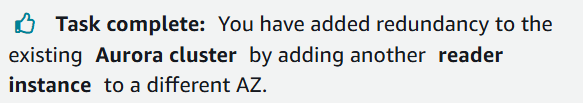 Task complete: You have added redundancy to the
existing Aurora cluster by adding another reader
instance to a different AZ.